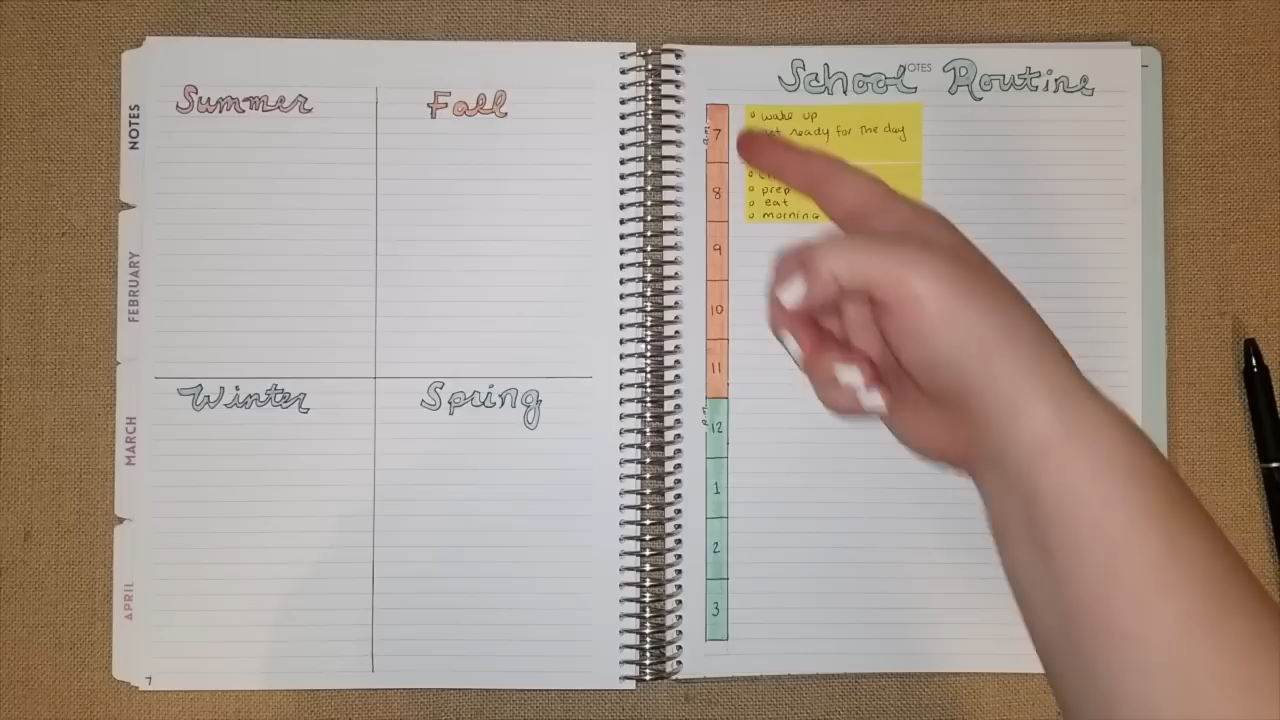 NOTES
FEBRUARY
MARCH
APRIL
Summer
Fall
Winter
Spring
NOTES
School Routine
a.m.
7
8
9
10
11
p.m.
12
1
2
3
wake up
ready for the day
prep
eat
morning